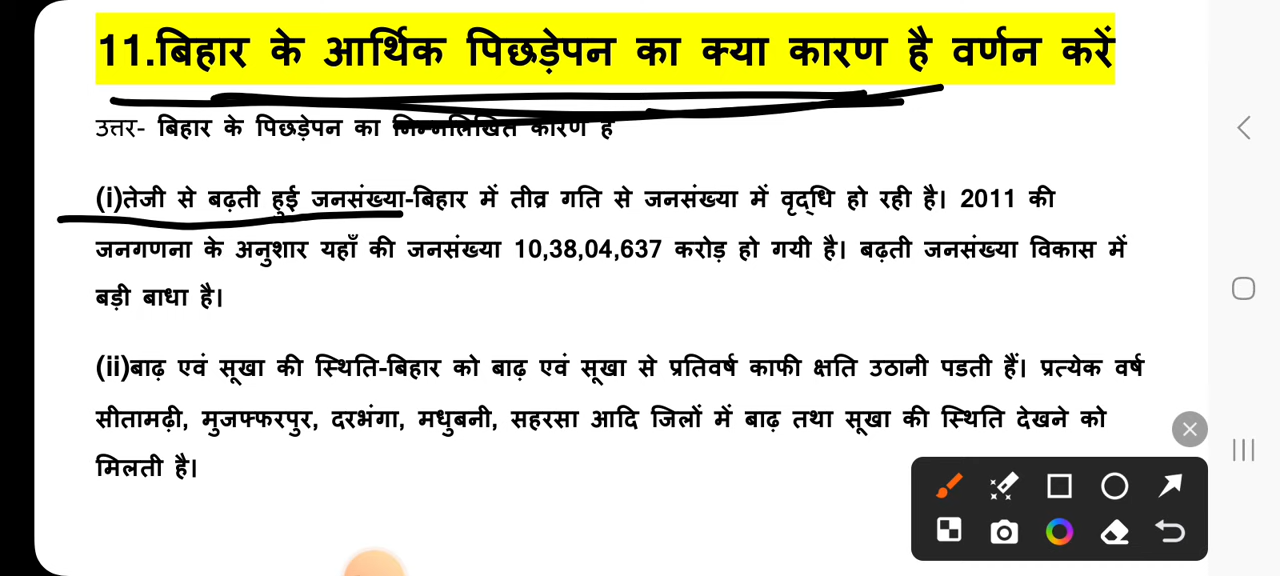 11.बिहार के आर्थिक पिछड़ेपन का क्या कारण है वर्णन करें
उत्तर- बिहार के पिछड़ेपन का निम्नलिखित कारण है
(i)तेजी से बढ़ती हुई जनसंख्या-बिहार में तीव्र गति से जनसंख्या में वृद्धि हो रही है। 2011 की
जनगणना के अनुशार यहाँ की जनसंख्या 10,38,04,637 करोड़ हो गयी है। बढ़ती जनसंख्या विकास में
बड़ी बाधा है।
(ii)बाढ़ एवं सूखा की स्थिति-बिहार को बाढ़ एवं सूखा से प्रतिवर्ष काफी क्षति उठानी पडती हैं। प्रत्येक वर्ष
सीतामढ़ी, मुजफ्फरपुर, दरभंगा, मधुबनी, सहरसा आदि जिलों में बाढ़ तथा सूखा की स्थिति देखने को
मिलती है।